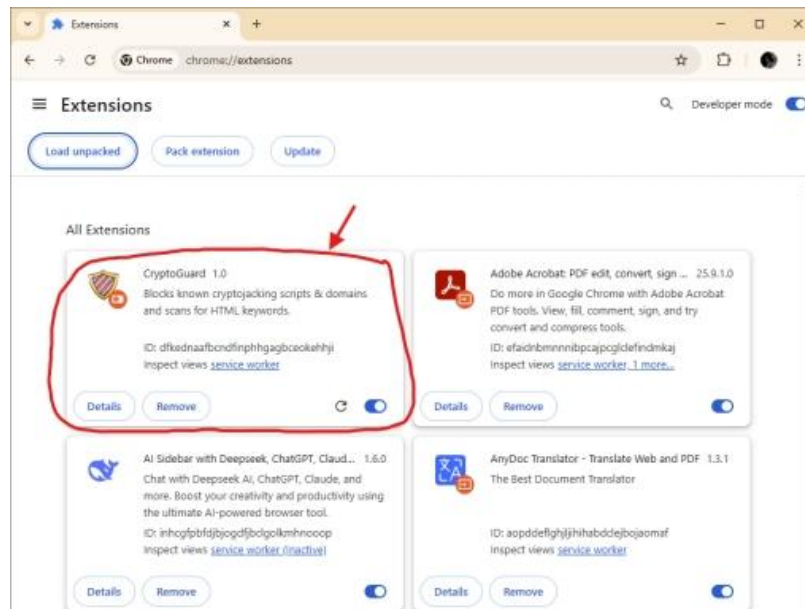 Extensions
Chrome chrome://extensions
Extensions
Developer mode
Load unpacked Pack extension Update
All Extensions
CryptoGuard 1.0
Blocks known cryptojacking scripts & domains
and scans for HTML keywords.
ID: dfkednaafbcndfinphhgagbceokehhji
Inspect views service worker
Details Remove
Adobe Acrobat: PDF edit, convert, sign ... 25.9.1.0
Do more in Google Chrome with Adobe Acrobat
PDF tools. View, fill, comment, sign, and try
convert and compress tools.
ID: efaidnbmnnnibpcajpcglclefindmkaj
Inspect views service worker, 1 more...
Details Remove
AI Sidebar with Deepseek, ChatGPT, Claud... 1.6.0
Chat with Deepseek AI, ChatGPT, Claude, and
more. Boost your creativity and productivity using
the ultimate AI-powered browser tool.
ID: inhcgfpbfdjbjogdfjbclgolkmhnooop
Inspect views service worker (Inactive)
Details Remove
AnyDoc Translator - Translate Web and PDF 1.3.1
The Best Document Translator
ID: aopddeflghjljihihabdclejbojaomaf
Inspect views service worker
Details Remove